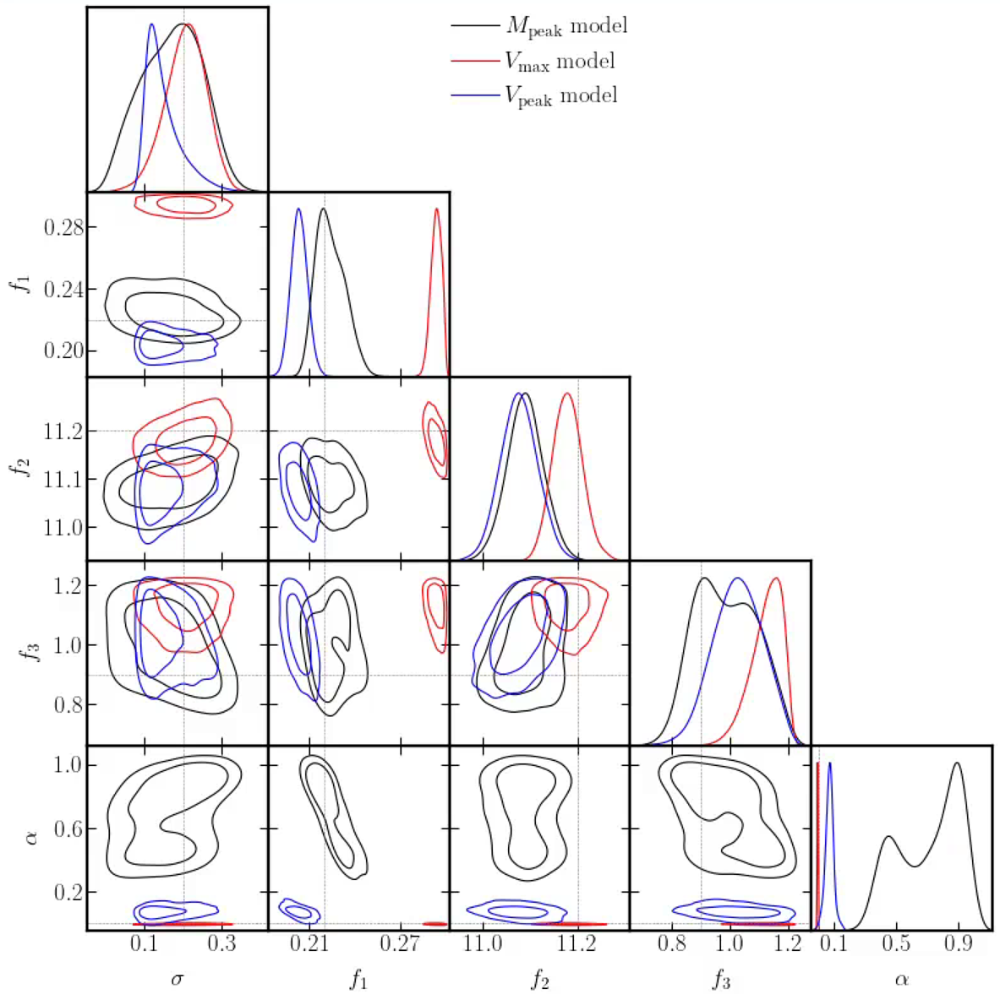 M_peak model
V_max model
V_peak model
0.28
0.24
0.20
f_1
11.2
11.1
11.0
f_2
1.2
1.0
0.8
f_3
1.0
0.6
0.2
α
0.1 0.3 0.21 0.27 11.0 11.2 0.8 1.0 1.2 0.1 0.5 0.9
σ f_1 f_2 f_3 α